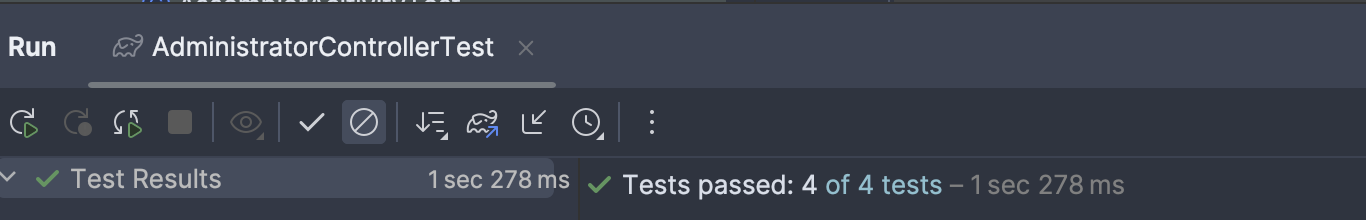 Run
AdministratorControllerTest
Test Results
1 sec 278 ms
Tests passed: 4 of 4 tests – 1 sec 278 ms